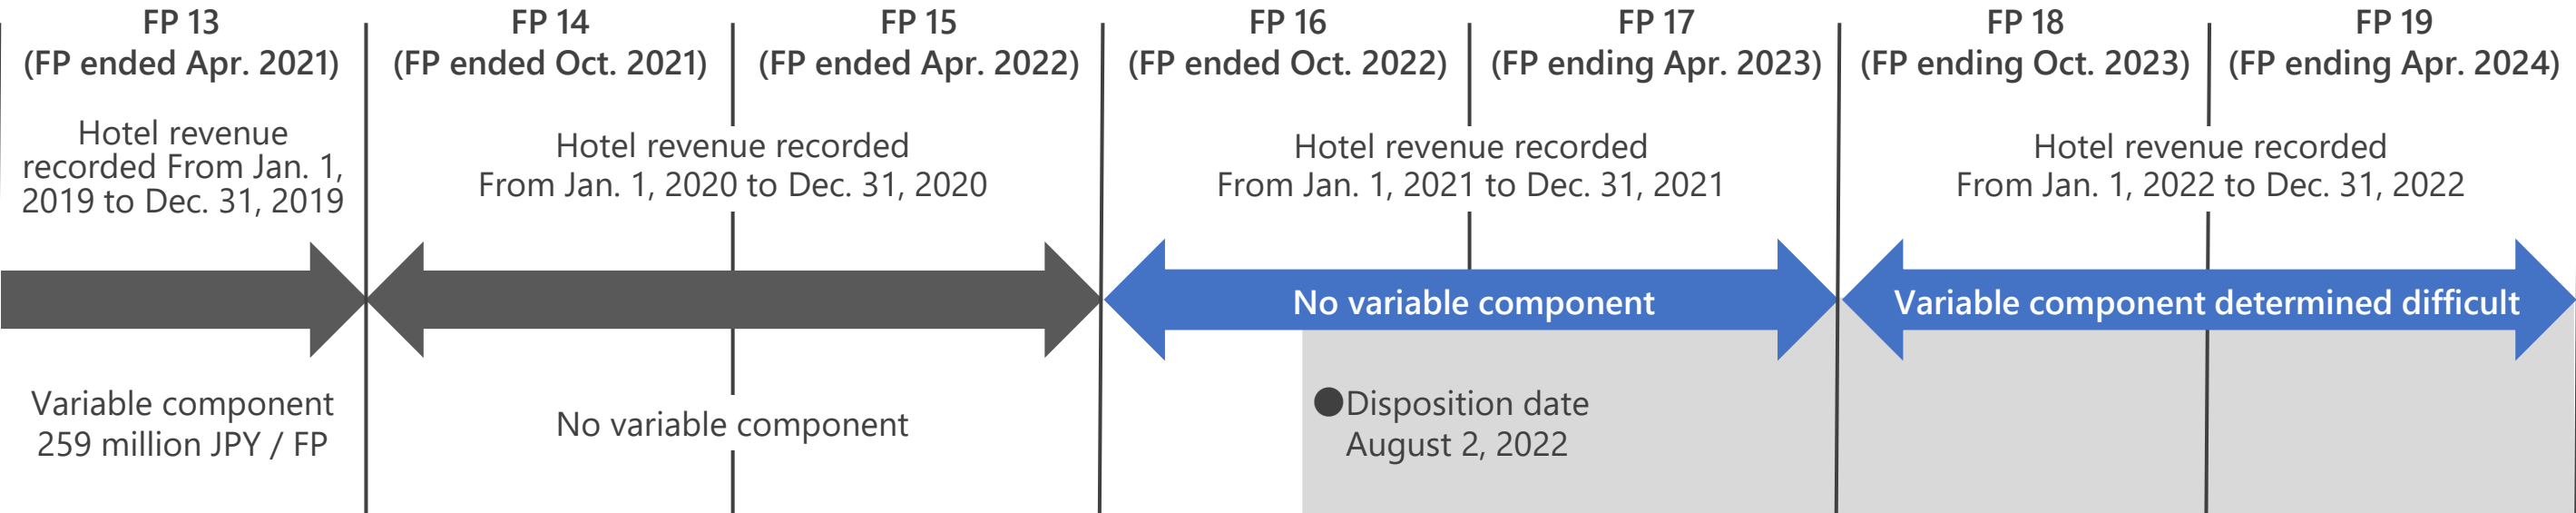 FP 13
(FP ended Apr. 2021)
FP 14
(FP ended Oct. 2021)
FP 15
(FP ended Apr. 2022)
FP 16
(FP ended Oct. 2022)
FP 17
(FP ending Apr. 2023)
FP 18
(FP ending Oct. 2023)
FP 19
(FP ending Apr. 2024)
Hotel revenue
recorded From Jan. 1,
2019 to Dec. 31, 2019
Hotel revenue recorded
From Jan. 1, 2020 to Dec. 31, 2020
Hotel revenue recorded
From Jan. 1, 2021 to Dec. 31, 2021
Hotel revenue recorded
From Jan. 1, 2022 to Dec. 31, 2022
No variable component
Variable component determined difficult
Variable component
259 million JPY / FP
No variable component
●Disposition date
August 2, 2022